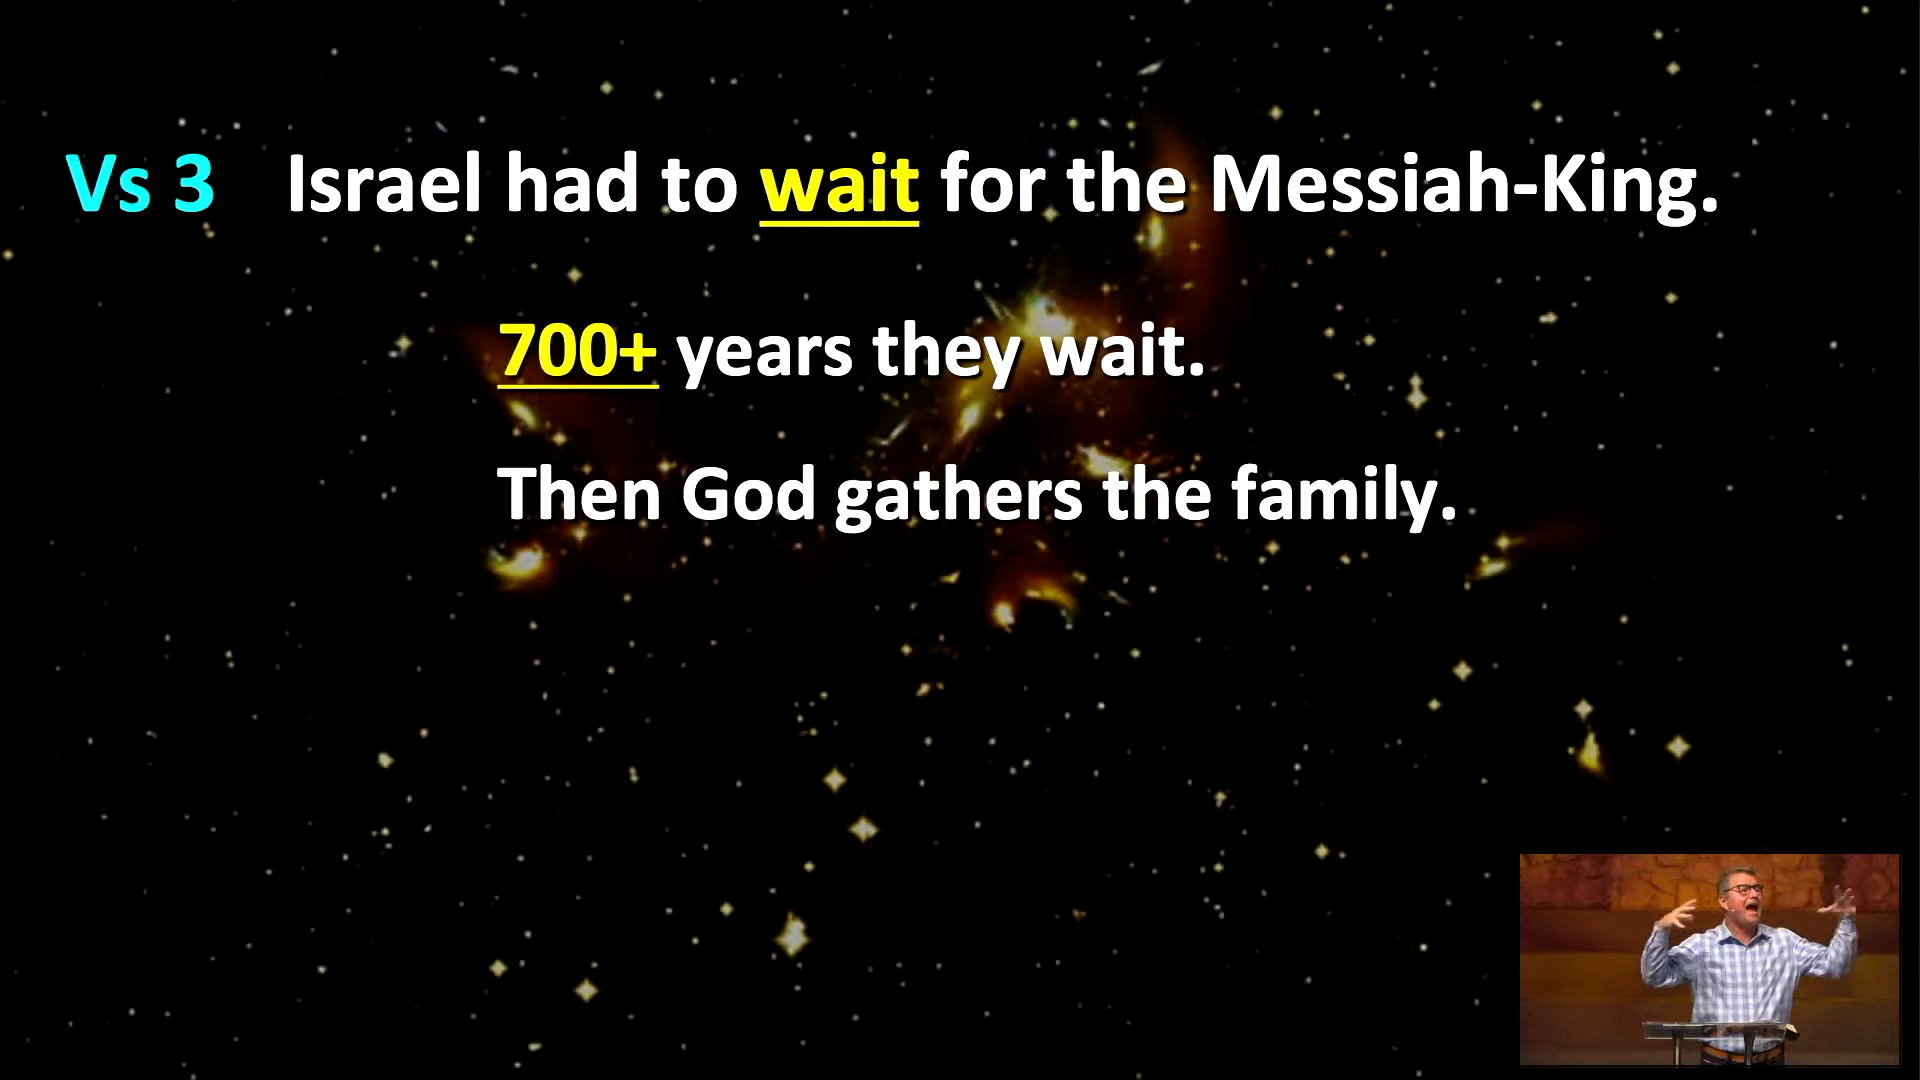 Vs 3 Israel had to wait for the Messiah-King.
700+ years they wait.
Then God gathers the family.